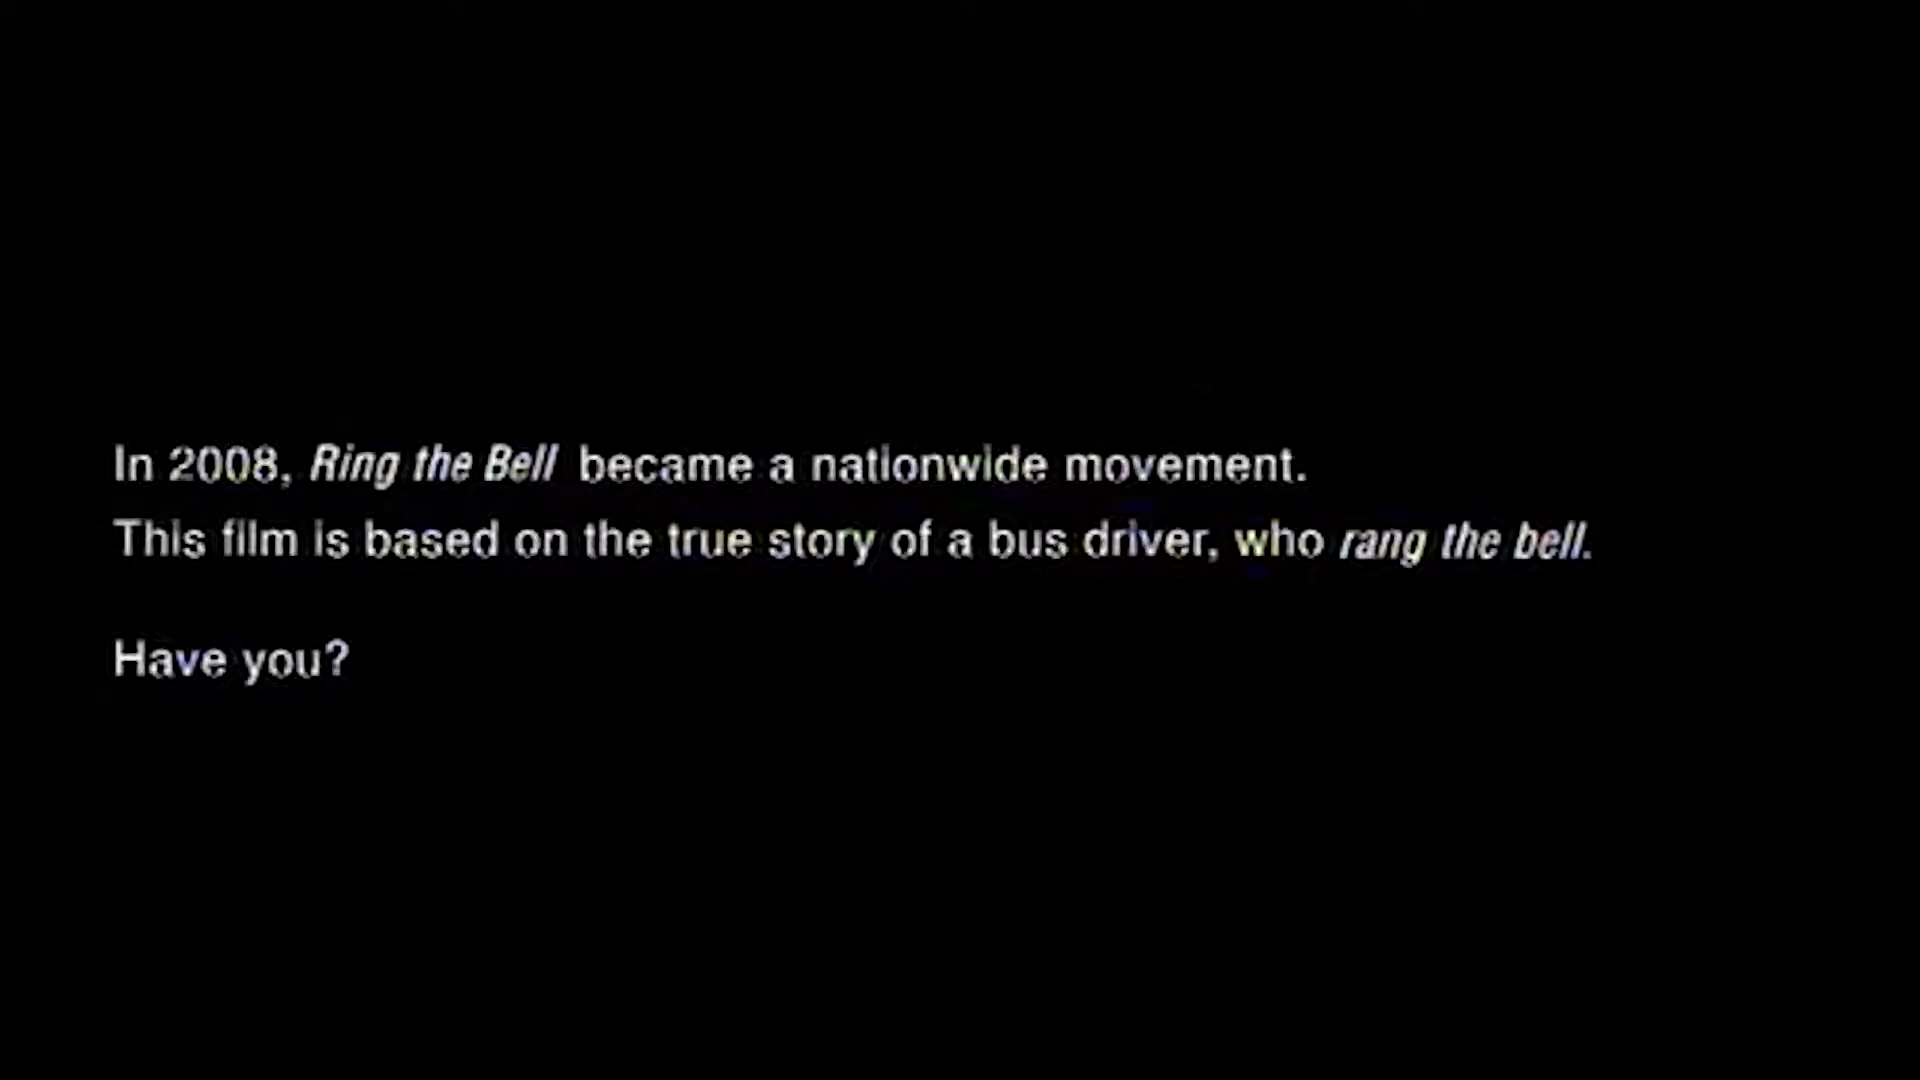 In 2008, Ring the Bell became a nationwide movement.
This film is based on the true story of a bus driver, who rang the bell.
Have you?